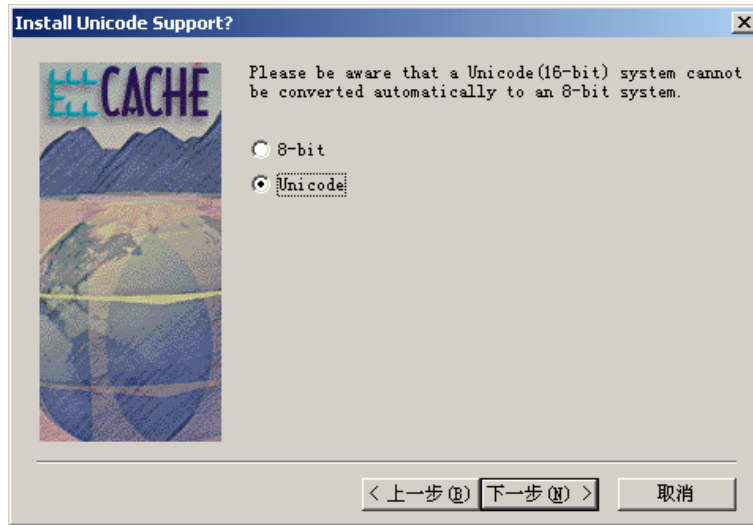 Install Unicode Support?
CACHÉ
Please be aware that a Unicode(16-bit) system cannot
be converted automatically to an 8-bit system.
8-bit
Unicode
< 上一步(B) 下一步(N) > 取消